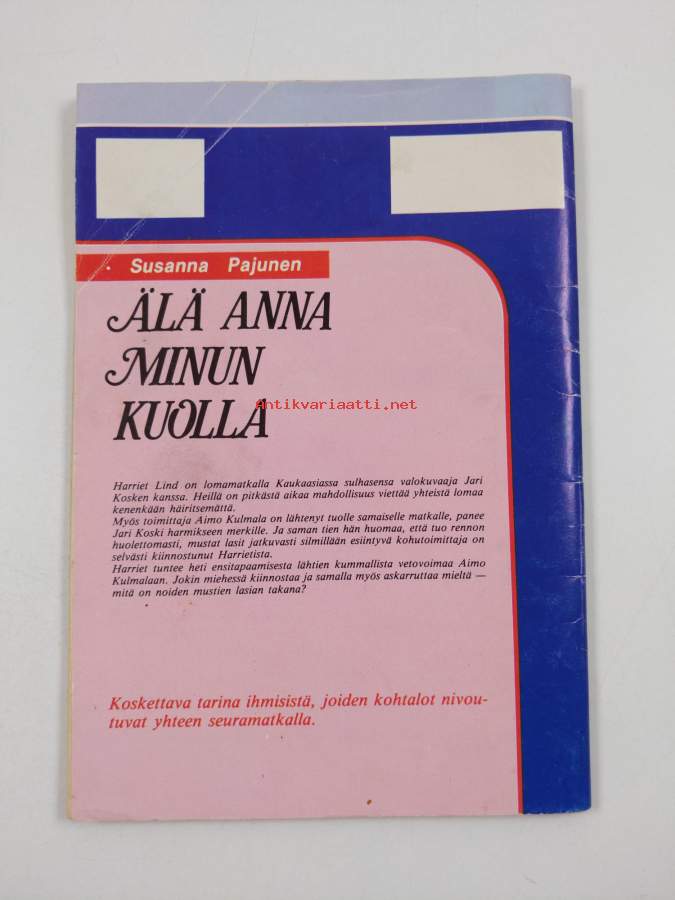 Susanna Pajunen
ÄLÄ ANNA
MINUN
KUOLLA
Antikvariaatti.net
Harriet Lind on lomamatkalla Kaukaasiassa sulhasensa valokuvaaja Jari
Kosken kanssa. Heillä on pitkästä aikaa mahdollisuus viettää yhteistä lomaa
kenenkään häiritsemättä.
Myös toimittaja Aimo Kulmala on lähtenyt tuolle samaiselle matkalle, panee
Jari Koski harmikseen merkille. Ja saman tien hän huomaa, että tuo rennon
huolettomasti, mustat lasit jatkuvasti silmillään esiintyvä kohutoimittaja on
selvästi kiinnostunut Harrietista.
Harriet tuntee heti ensitapaamisesta lähtien kummallista vetovoimaa Aimo
Kulmalaan. Jokin miehessä kiinnostaa ja samalla myös askarruttaa mieltä —
mitä on noiden mustien lasian takana?
Koskettava tarina ihmisistä, joiden kohtalot nivou-
tuvat yhteen seuramatkalla.